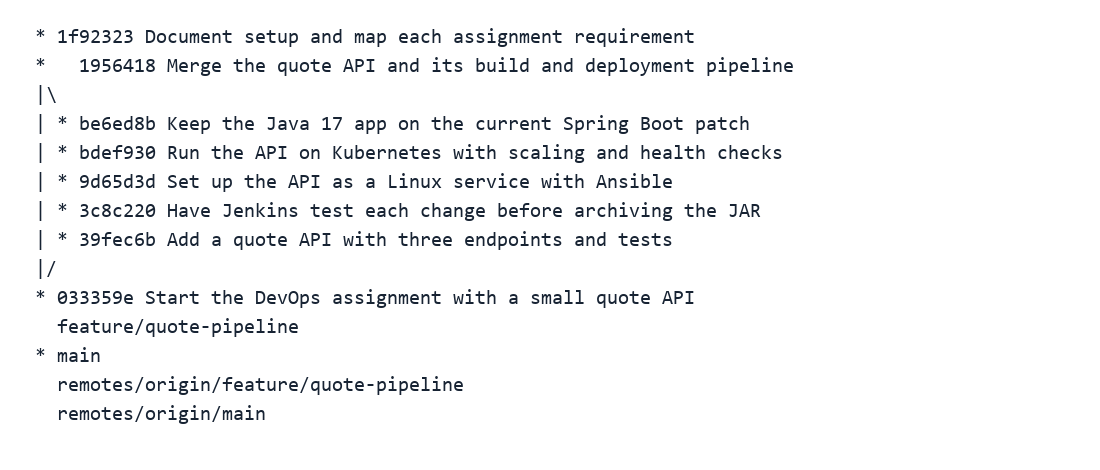 * 1f92323 Document setup and map each assignment requirement
*   1956418 Merge the quote API and its build and deployment pipeline
|\
| * be6ed8b Keep the Java 17 app on the current Spring Boot patch
| * bdef930 Run the API on Kubernetes with scaling and health checks
| * 9d65d3d Set up the API as a Linux service with Ansible
| * 3c8c220 Have Jenkins test each change before archiving the JAR
| * 39fec6b Add a quote API with three endpoints and tests
|/
* 033359e Start the DevOps assignment with a small quote API
  feature/quote-pipeline
* main
  remotes/origin/feature/quote-pipeline
  remotes/origin/main